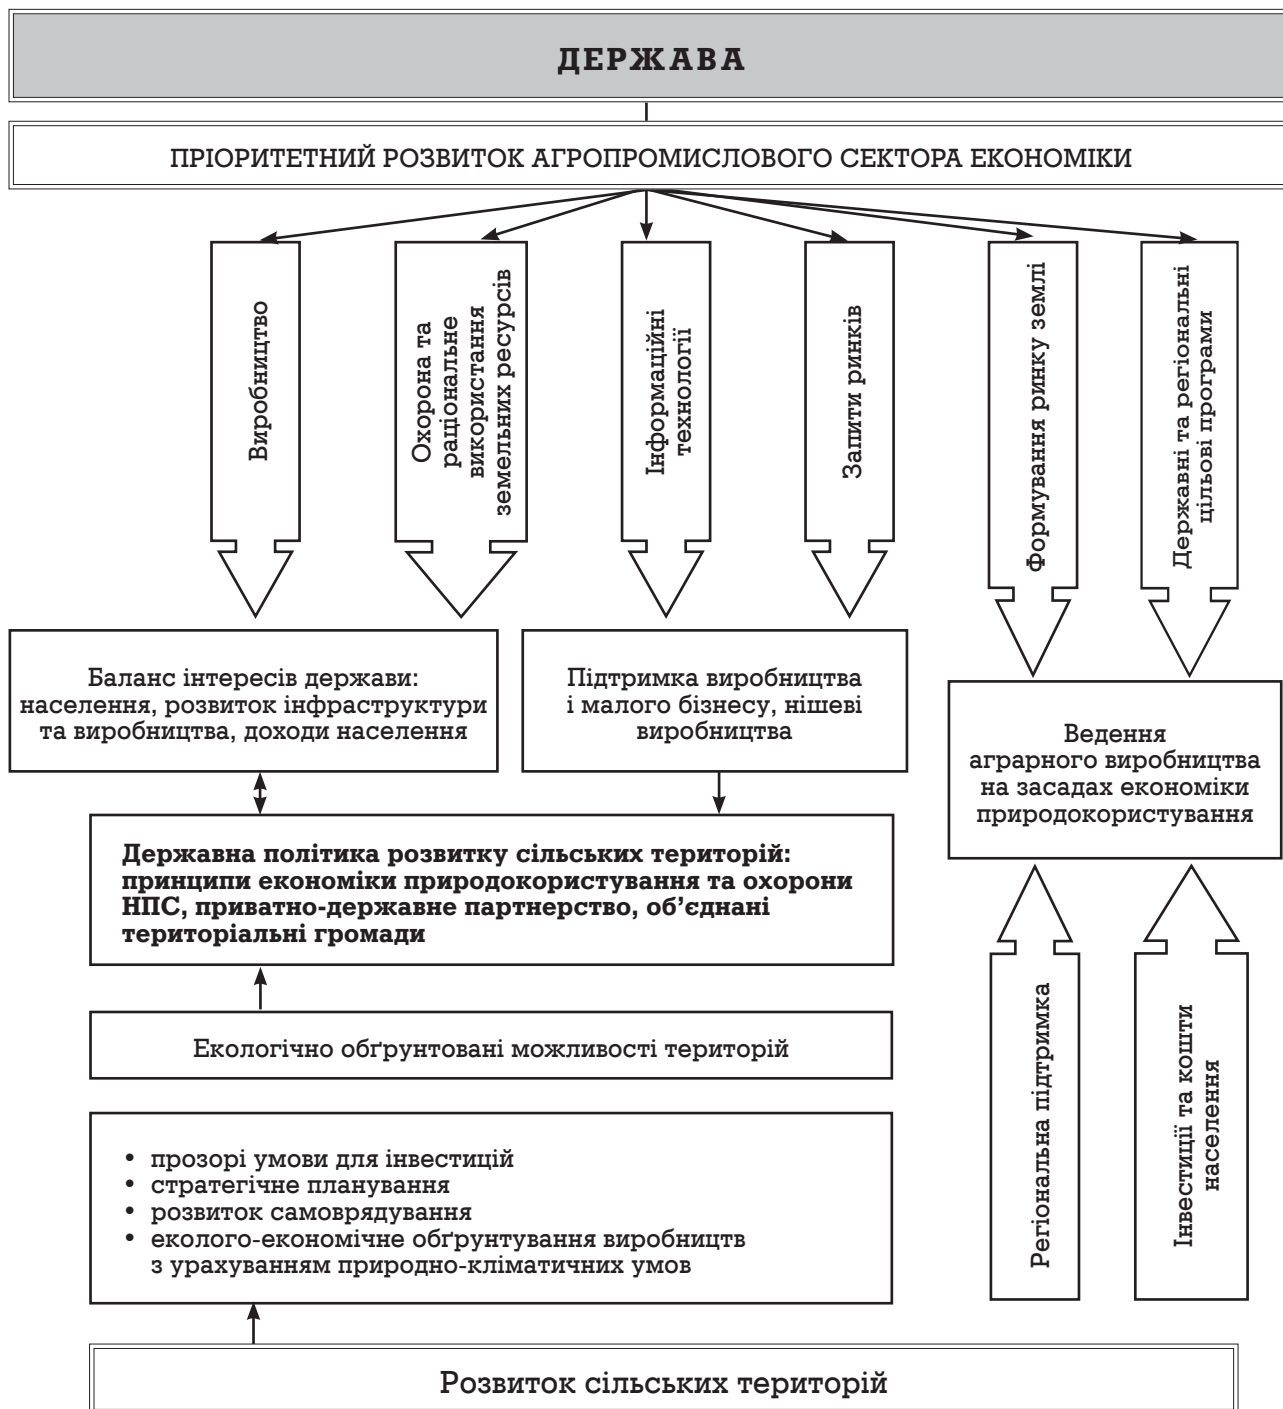 ДЕРЖАВА
ПРІОРИТЕТНИЙ РОЗВИТОК АГРОПРОМИСЛОВОГО СЕКТОРА ЕКОНОМІКИ
Виробництво
Охорона та
раціональне
використання
земельних ресурсів
Інформаційні
технології
Запити ринків
Формування ринку землі
Державні та регіональні
цільові програми
Баланс інтересів держави:
населення, розвиток інфраструктури
та виробництва, доходи населення
Підтримка виробництва
і малого бізнесу, нішеві
виробництва
Ведення
аграрного виробництва
на засадах економіки
природокористування
Державна політика розвитку сільських територій:
принципи економіки природокористування та охорони
НПС, приватно-державне партнерство, об’єднані
територіальні громади
Екологічно обґрунтовані можливості територій
• прозорі умови для інвестицій
• стратегічне планування
• розвиток самоврядування
• еколого-економічне обґрунтування виробництв
з урахуванням природно-кліматичних умов
Регіональна підтримка
Інвестиції та кошти
населення
Розвиток сільських територій